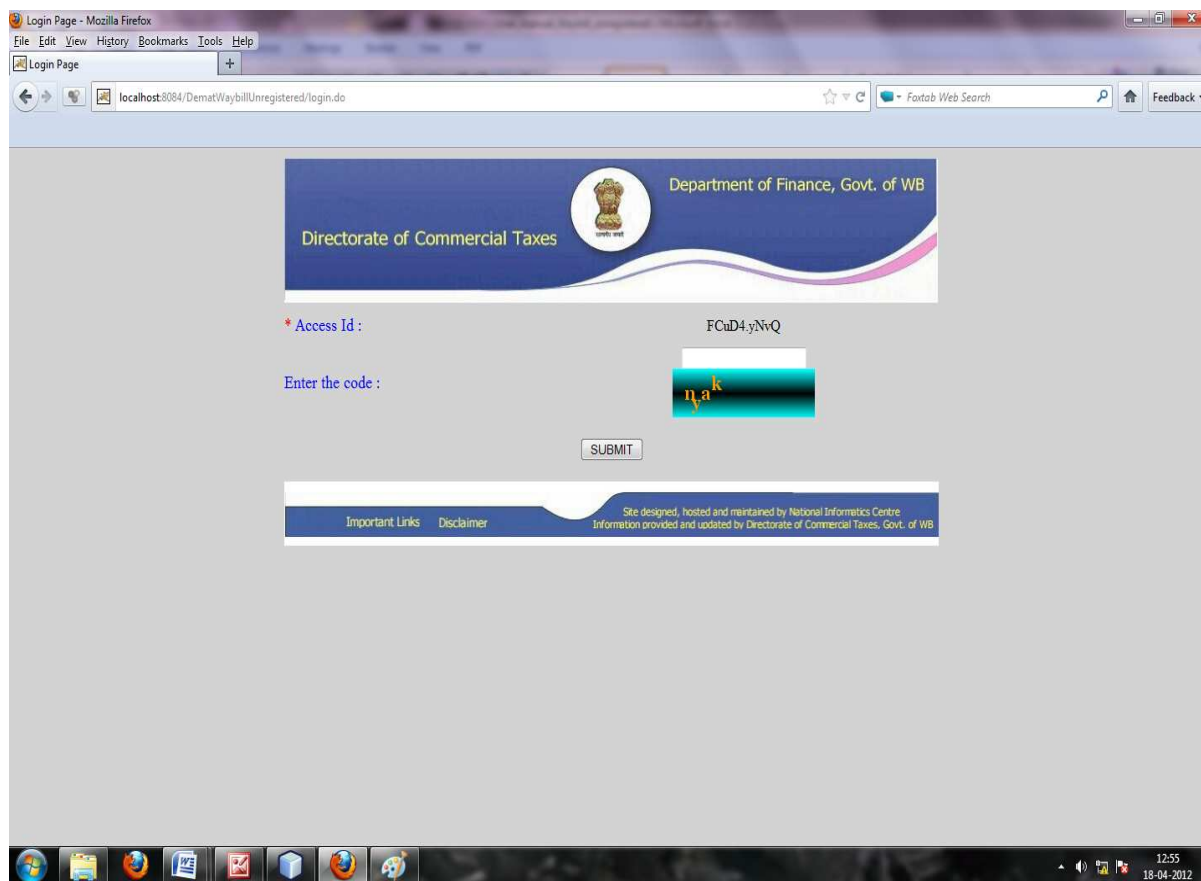 Login Page - Mozilla Firefox
File Edit View History Bookmarks Tools Help
Login Page
localhost:8084/DematWaybillUnregistered/login.do
Foxtab Web Search
Feedback
Department of Finance, Govt. of WB
Directorate of Commercial Taxes
* Access Id : FCuD4.yNvQ
Enter the code :
nyak
SUBMIT
Important Links Disclaimer
Site designed, hosted and maintained by National Informatics Centre
Information provided and updated by Directorate of Commercial Taxes, Govt. of WB
12:55
18-04-2012